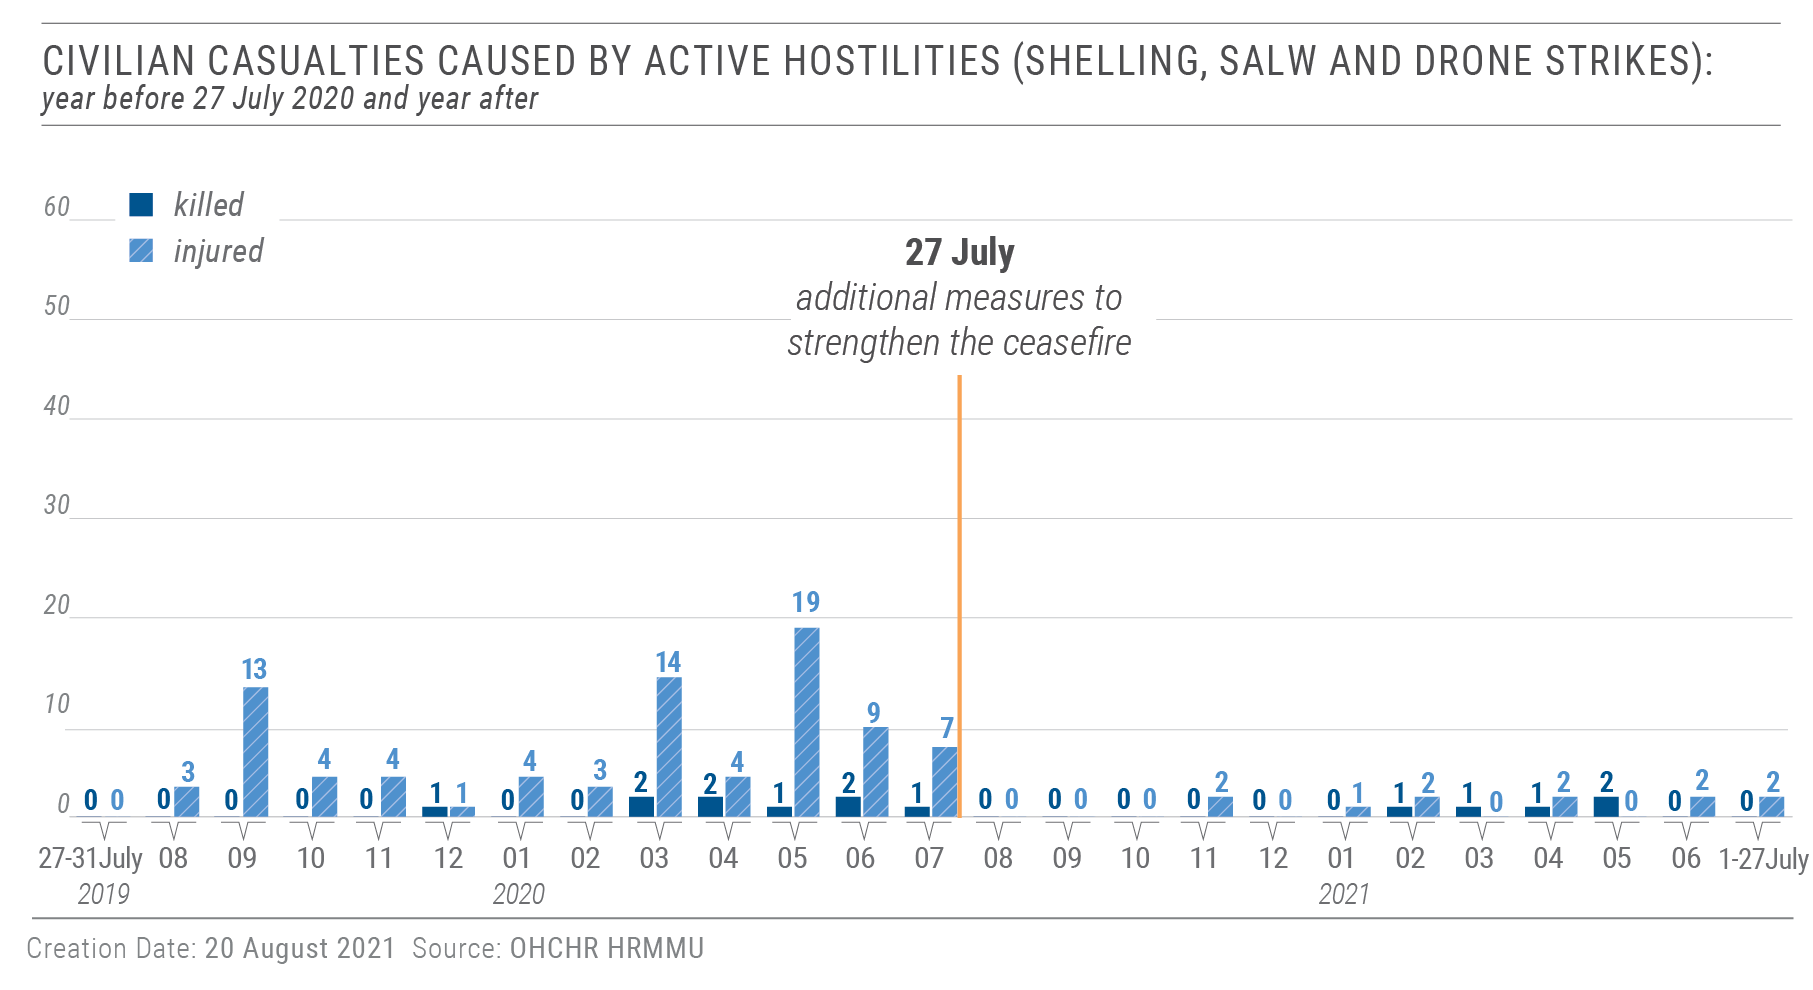 CIVILIAN CASUALTIES CAUSED BY ACTIVE HOSTILITIES (SHELLING, SALW AND DRONE STRIKES):
year before 27 July 2020 and year after
60
killed
injured
27 July
additional measures to
strengthen the ceasefire
50
40
30
20
10
0
0 0 0 3 0 13 0 4 0 4 1 1 0 4 0 3 2 14 2 4 1 19 2 9 1 7 0 0 0 0 0 0 0 2 0 0 0 1 1 2 1 0 1 2 2 0 0 2 0 2
27-31July 08 09 10 11 12 01 02 03 04 05 06 07 08 09 10 11 12 01 02 03 04 05 06 1-27July
2019 2020 2021
Creation Date: 20 August 2021 Source: OHCHR HRMMU